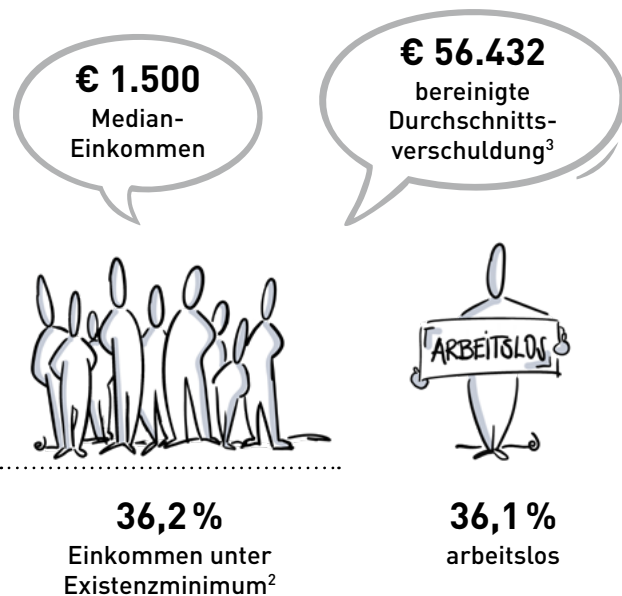 € 1.500
Median-
Einkommen
€ 56.432
bereinigte
Durchschnitts-
verschuldung³
ARBEITSLOS
36,2 %
Einkommen unter
Existenzminimum²
36,1 %
arbeitslos